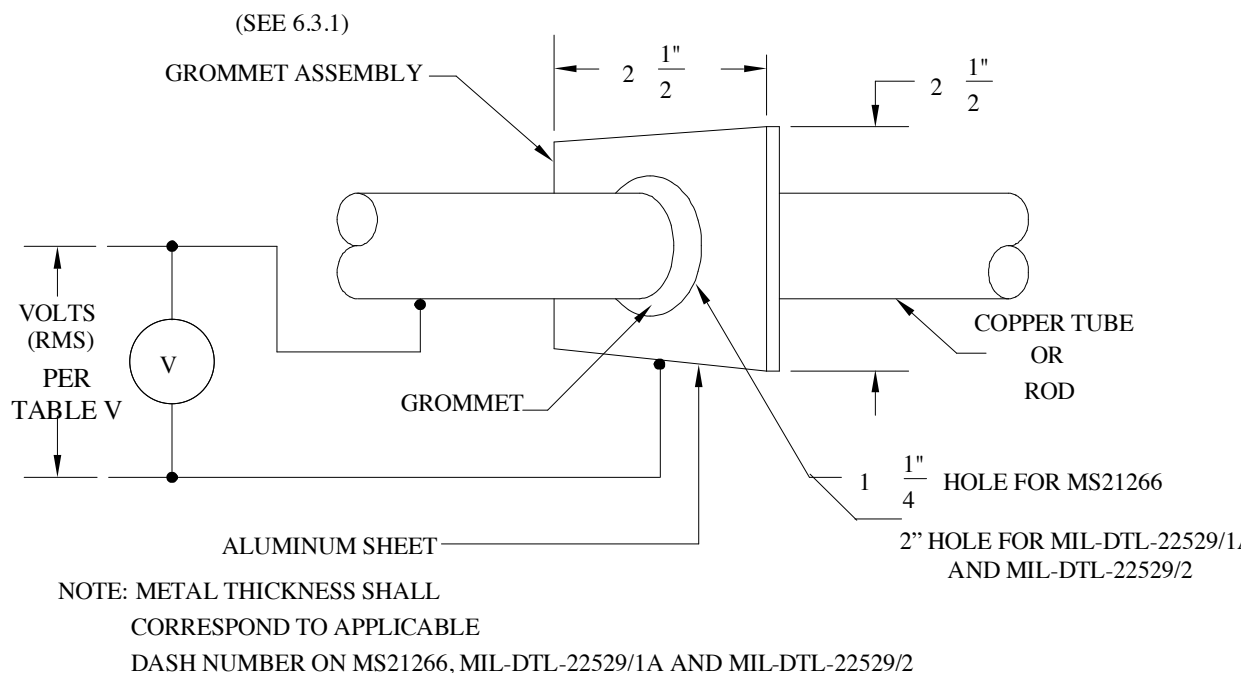 (SEE 6.3.1)
GROMMET ASSEMBLY
2 1"/2
2 1"/2
VOLTS
(RMS)
PER
TABLE V
V
GROMMET
COPPER TUBE
OR
ROD
1 1"/4 HOLE FOR MS21266
2” HOLE FOR MIL-DTL-22529/1A
AND MIL-DTL-22529/2
ALUMINUM SHEET
NOTE: METAL THICKNESS SHALL
CORRESPOND TO APPLICABLE
DASH NUMBER ON MS21266, MIL-DTL-22529/1A AND MIL-DTL-22529/2